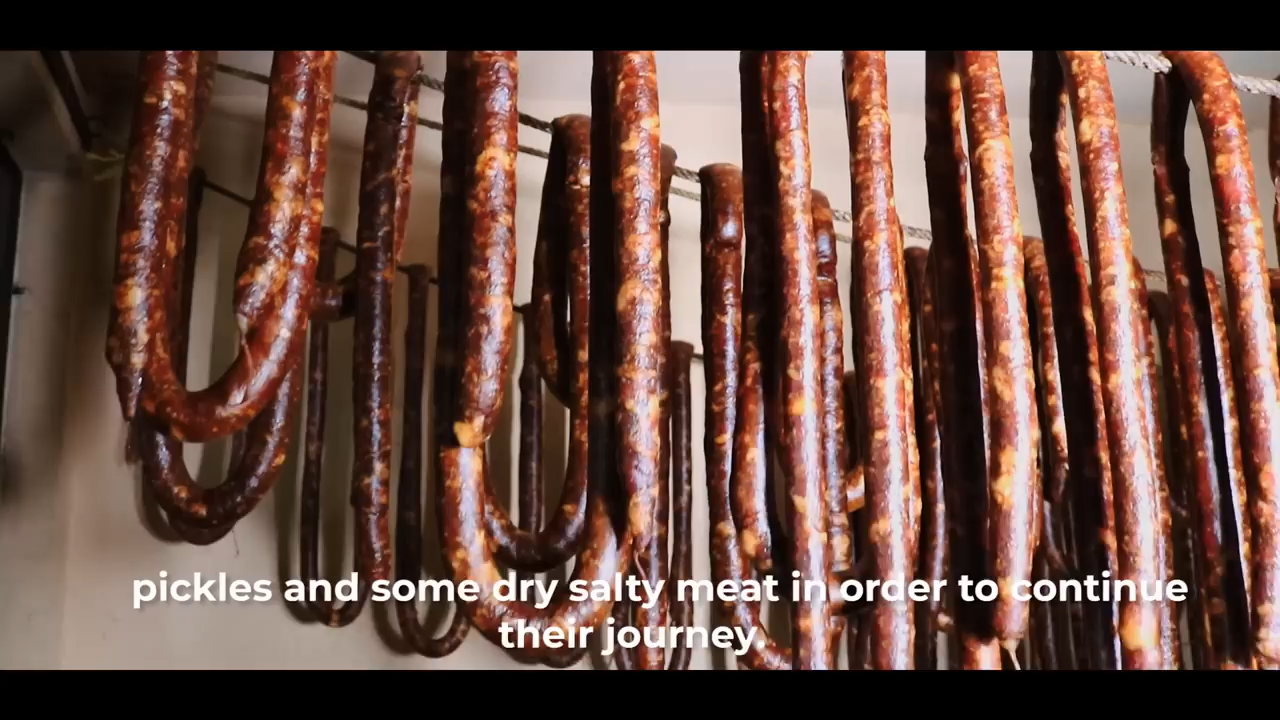 pickles and some dry salty meat in order to continue
their journey.